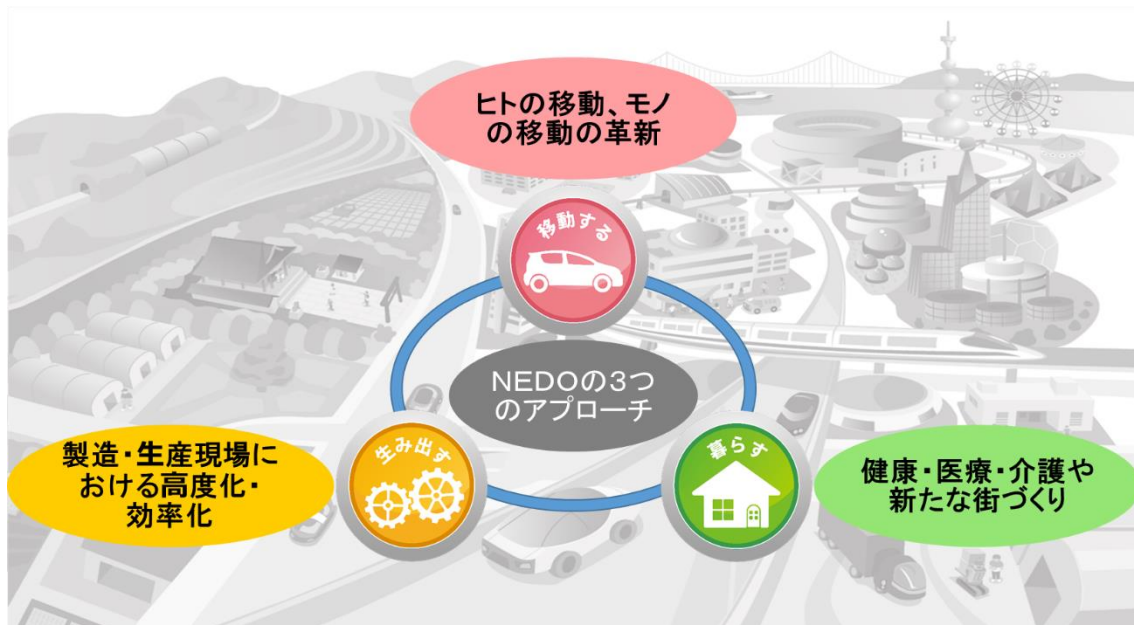 ヒトの移動、モノ
の移動の革新
移動する
NEDOの3つ
のアプローチ
製造・生産現場に
おける高度化・
効率化
生み出す
暮らす
健康・医療・介護や
新たな街づくり